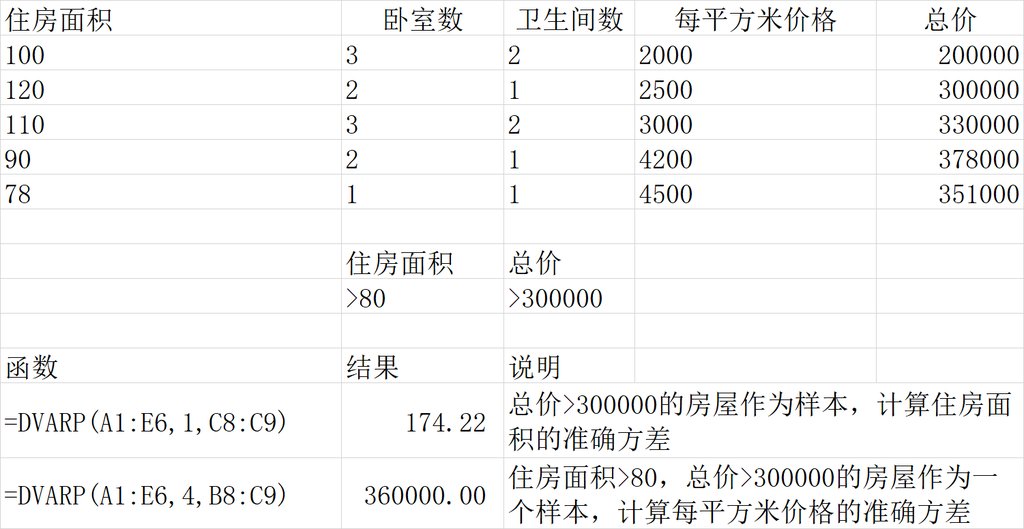 住房面积 卧室数 卫生间数 每平方米价格 总价
100 3 2 2000 200000
120 2 1 2500 300000
110 3 2 3000 330000
90 2 1 4200 378000
78 1 1 4500 351000
住房面积 总价
>80 >300000
函数 结果 说明
=DVARP(A1:E6,1,C8:C9) 174.22 总价>300000的房屋作为样本，计算住房面
积的准确方差
=DVARP(A1:E6,4,B8:C9) 360000.00 住房面积>80，总价>300000的房屋作为一
个样本，计算每平方米价格的准确方差